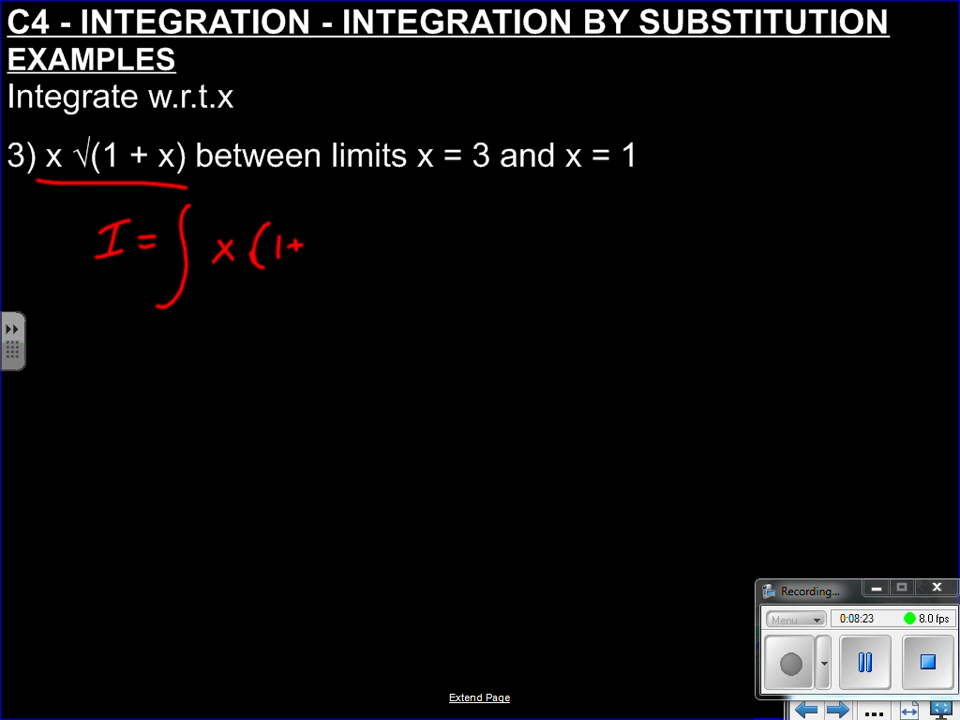 C4 - INTEGRATION - INTEGRATION BY SUBSTITUTION
EXAMPLES
Integrate w.r.t.x
3) x √(1 + x) between limits x = 3 and x = 1
I = ∫ x (1+
Recording...
Menu
0:08:23
8.0 fps
Extend Page
...